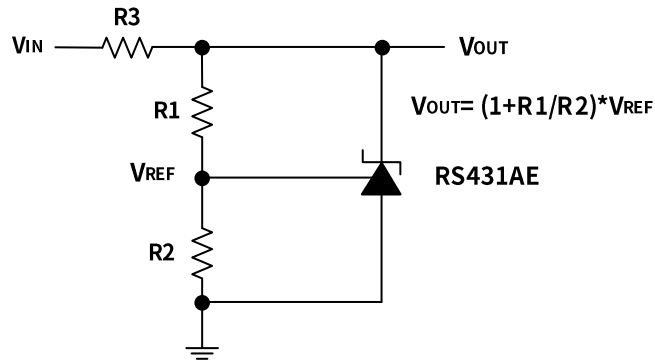 R3
VIN
VOUT
R1
VOUT= (1+R1/R2)*VREF
VREF
RS431AE
R2